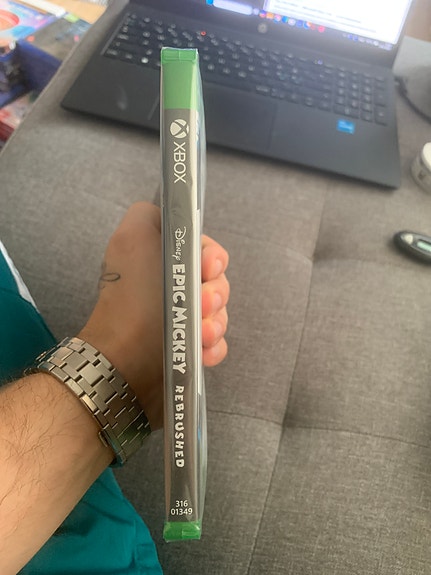 XBOX
Disney
EPIC MICKEY
REBRUSHED
316
01349